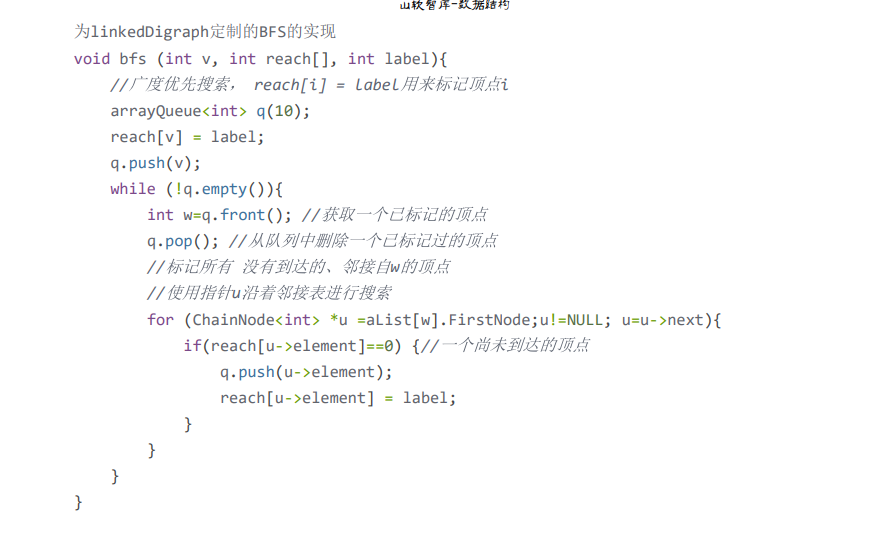 山软智库-数据结构
为linkedDigraph定制的BFS的实现
void bfs (int v, int reach[], int label){
//广度优先搜索， reach[i] = label用来标记顶点i
arrayQueue<int> q(10);
reach[v] = label;
q.push(v);
while (!q.empty()){
int w=q.front(); //获取一个已标记的顶点
q.pop(); //从队列中删除一个已标记过的顶点
//标记所有 没有到达的、邻接自w的顶点
//使用指针u沿着邻接表进行搜索
for (ChainNode<int> *u =aList[w].FirstNode;u!=NULL; u=u->next){
if(reach[u->element]==0) {//一个尚未到达的顶点
q.push(u->element);
reach[u->element] = label;
}
}
}
}